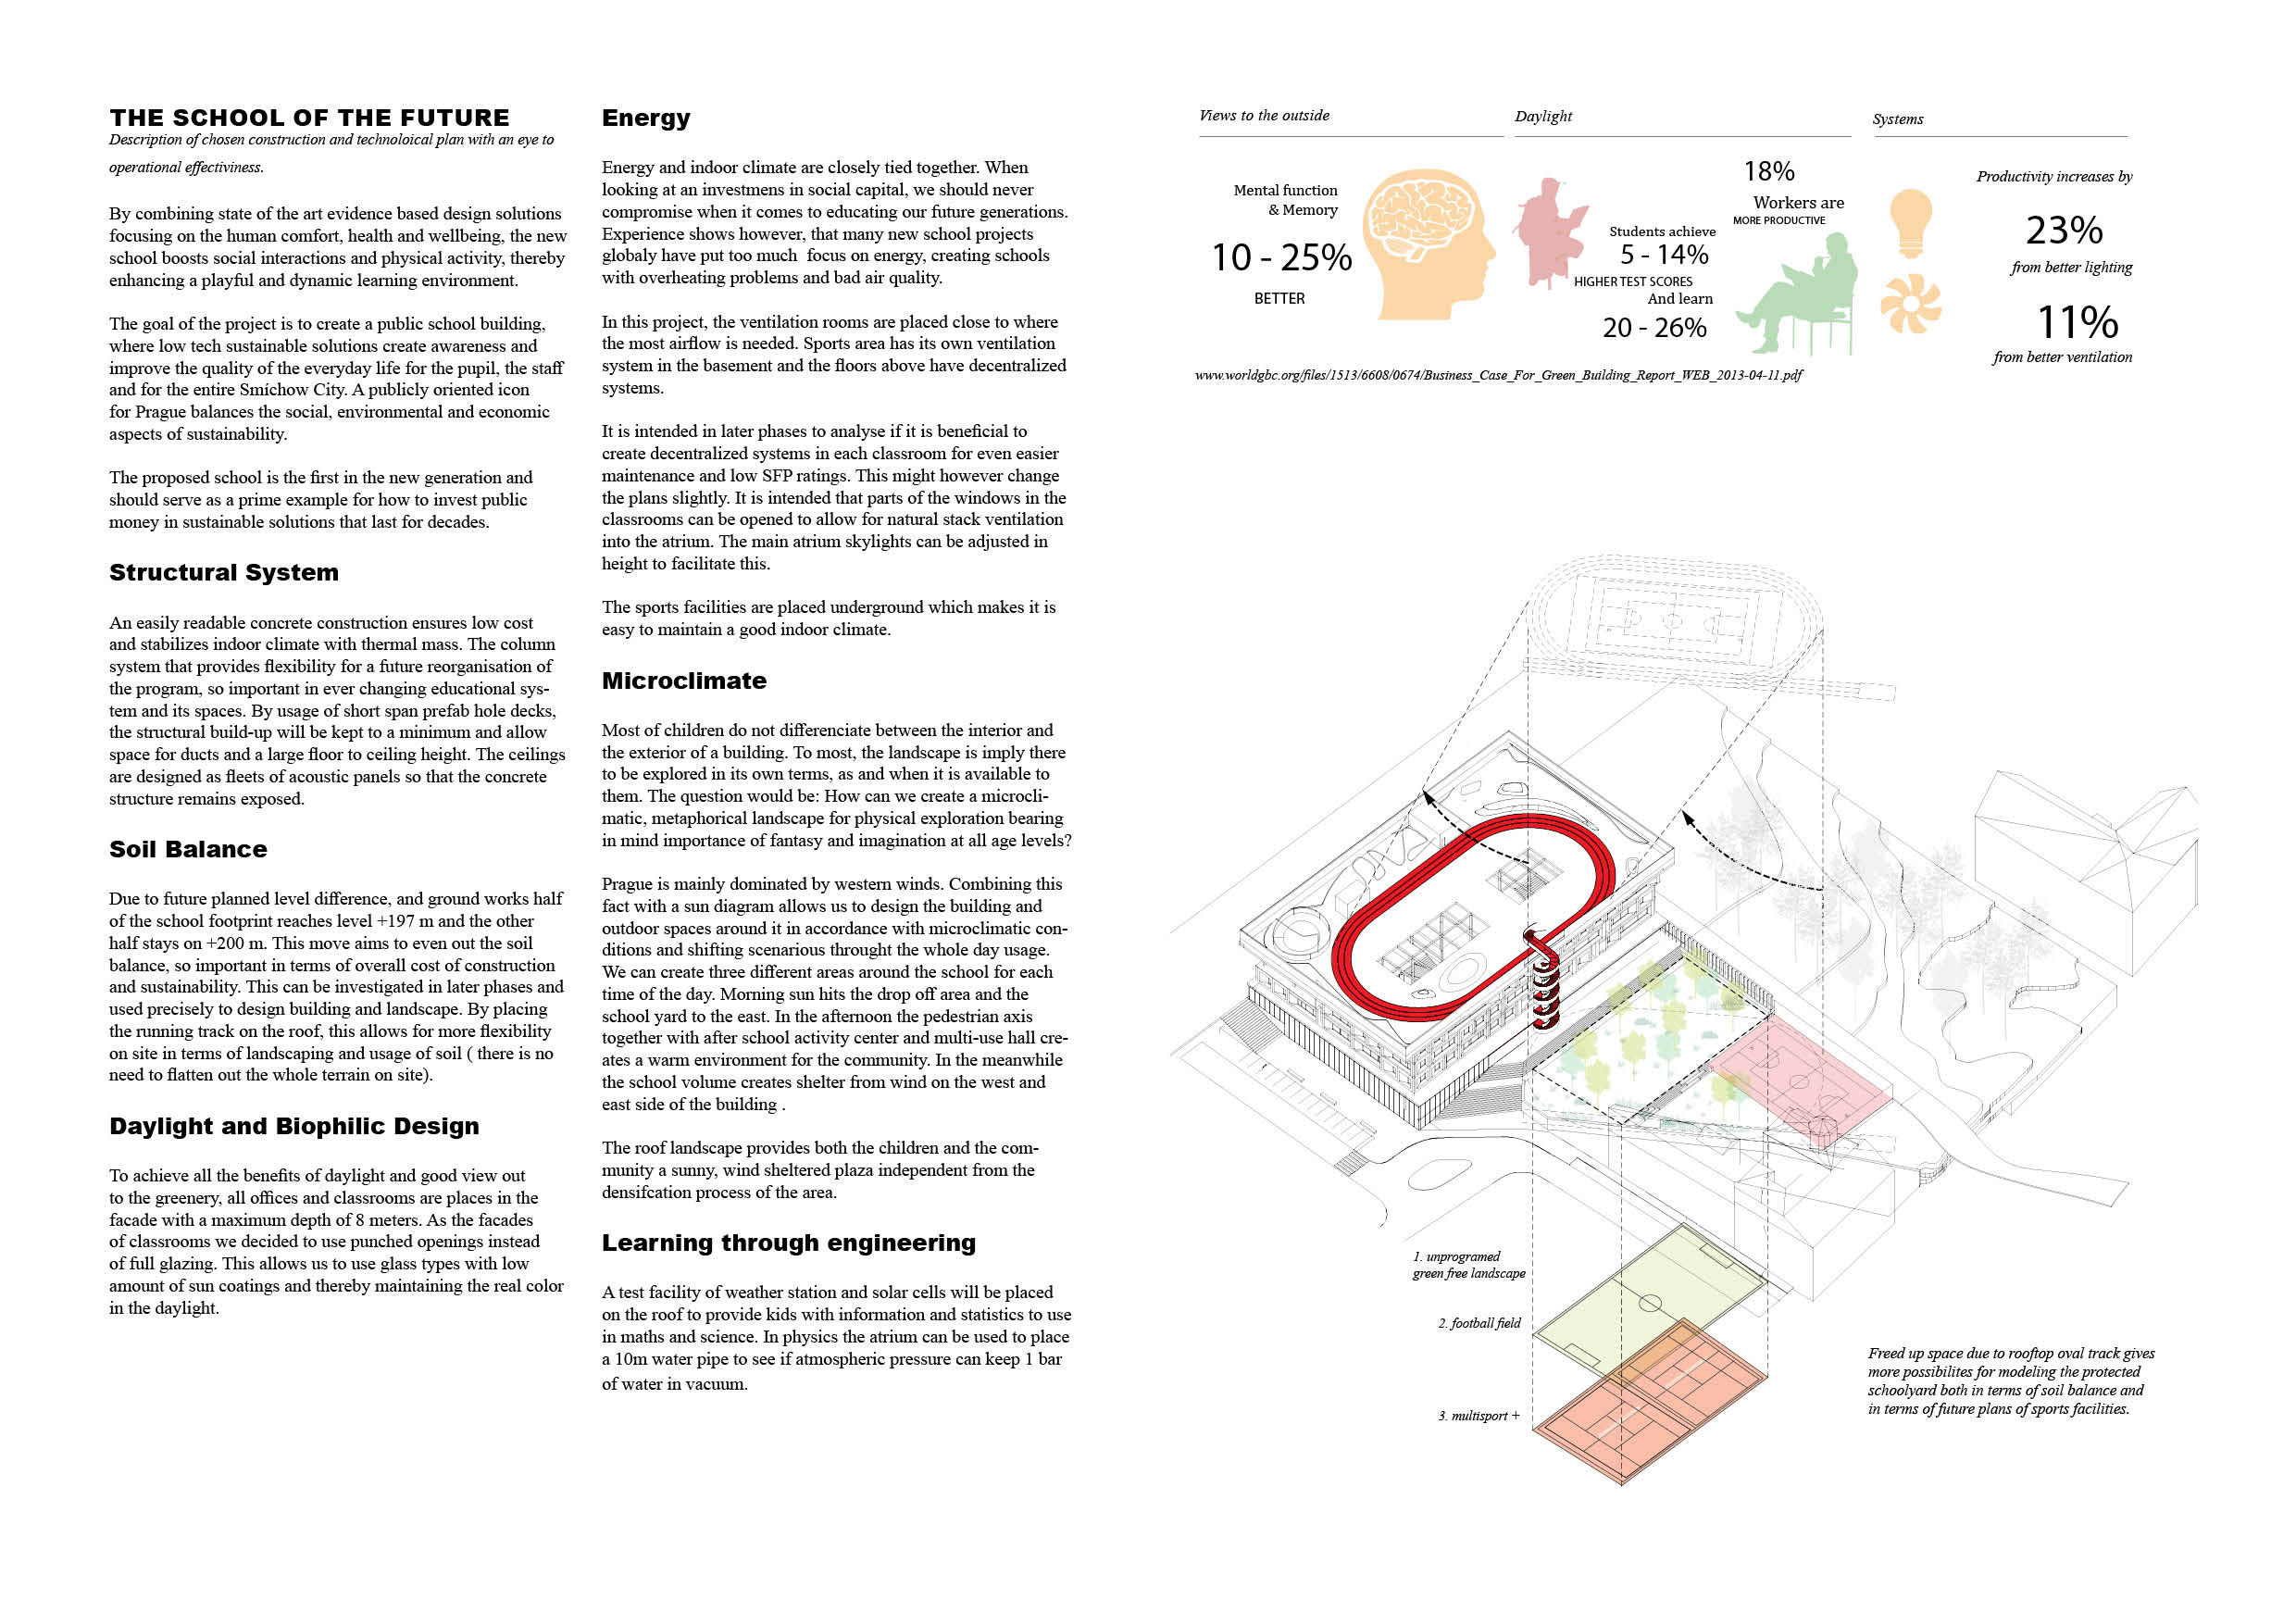 THE SCHOOL OF THE FUTURE
Description of chosen construction and technoloical plan with an eye to
operational effectiviness.
By combining state of the art evidence based design solutions
focusing on the human comfort, health and wellbeing, the new
school boosts social interactions and physical activity, thereby
enhancing a playful and dynamic learning environment.
The goal of the project is to create a public school building,
where low tech sustainable solutions create awareness and
improve the quality of the everyday life for the pupil, the staff
and for the entire Smíchow City. A publicly oriented icon
for Prague balances the social, environmental and economic
aspects of sustainability.
The proposed school is the first in the new generation and
should serve as a prime example for how to invest public
money in sustainable solutions that last for decades.
Structural System
An easily readable concrete construction ensures low cost
and stabilizes indoor climate with thermal mass. The column
system that provides flexibility for a future reorganisation of
the program, so important in ever changing educational sys-
tem and its spaces. By usage of short span prefab hole decks,
the structural build-up will be kept to a minimum and allow
space for ducts and a large floor to ceiling height. The ceilings
are designed as fleets of acoustic panels so that the concrete
structure remains exposed.
Soil Balance
Due to future planned level difference, and ground works half
of the school footprint reaches level +197 m and the other
half stays on +200 m. This move aims to even out the soil
balance, so important in terms of overall cost of construction
and sustainability. This can be investigated in later phases and
used precisely to design building and landscape. By placing
the running track on the roof, this allows for more flexibility
on site in terms of landscaping and usage of soil ( there is no
need to flatten out the whole terrain on site).
Daylight and Biophilic Design
To achieve all the benefits of daylight and good view out
to the greenery, all offices and classrooms are places in the
facade with a maximum depth of 8 meters. As the facades
of classrooms we decided to use punched openings instead
of full glazing. This allows us to use glass types with low
amount of sun coatings and thereby maintaining the real color
in the daylight.
Energy
Energy and indoor climate are closely tied together. When
looking at an investmens in social capital, we should never
compromise when it comes to educating our future generations.
Experience shows however, that many new school projects
globaly have put too much  focus on energy, creating schools
with overheating problems and bad air quality.
In this project, the ventilation rooms are placed close to where
the most airflow is needed. Sports area has its own ventilation
system in the basement and the floors above have decentralized
systems.
It is intended in later phases to analyse if it is beneficial to
create decentralized systems in each classroom for even easier
maintenance and low SFP ratings. This might however change
the plans slightly. It is intended that parts of the windows in the
classrooms can be opened to allow for natural stack ventilation
into the atrium. The main atrium skylights can be adjusted in
height to facilitate this.
The sports facilities are placed underground which makes it is
easy to maintain a good indoor climate.
Microclimate
Most of children do not differenciate between the interior and
the exterior of a building. To most, the landscape is imply there
to be explored in its own terms, as and when it is available to
them. The question would be: How can we create a microcli-
matic, metaphorical landscape for physical exploration bearing
in mind importance of fantasy and imagination at all age levels?
Prague is mainly dominated by western winds. Combining this
fact with a sun diagram allows us to design the building and
outdoor spaces around it in accordance with microclimatic con-
ditions and shifting scenarious throught the whole day usage.
We can create three different areas around the school for each
time of the day. Morning sun hits the drop off area and the
school yard to the east. In the afternoon the pedestrian axis
together with after school activity center and multi-use hall cre-
ates a warm environment for the community. In the meanwhile
the school volume creates shelter from wind on the west and
east side of the building .
The roof landscape provides both the children and the com-
munity a sunny, wind sheltered plaza independent from the
densifcation process of the area.
Learning through engineering
A test facility of weather station and solar cells will be placed
on the roof to provide kids with information and statistics to use
in maths and science. In physics the atrium can be used to place
a 10m water pipe to see if atmospheric pressure can keep 1 bar
of water in vacuum.
Views to the outside
Mental function
& Memory
10 - 25%
BETTER
Daylight
Students achieve
5 - 14%
HIGHER TEST SCORES
And learn
20 - 26%
18%
Workers are
MORE PRODUCTIVE
Systems
Productivity increases by
23%
from better lighting
11%
from better ventilation
www.worldgbc.org/files/1513/6608/0674/Business_Case_For_Green_Building_Report_WEB_2013-04-11.pdf
1. unprogramed
green free landscape
2. football field
3. multisport +
Freed up space due to rooftop oval track gives
more possibilites for modeling the protected
schoolyard both in terms of soil balance and
in terms of future plans of sports facilities.